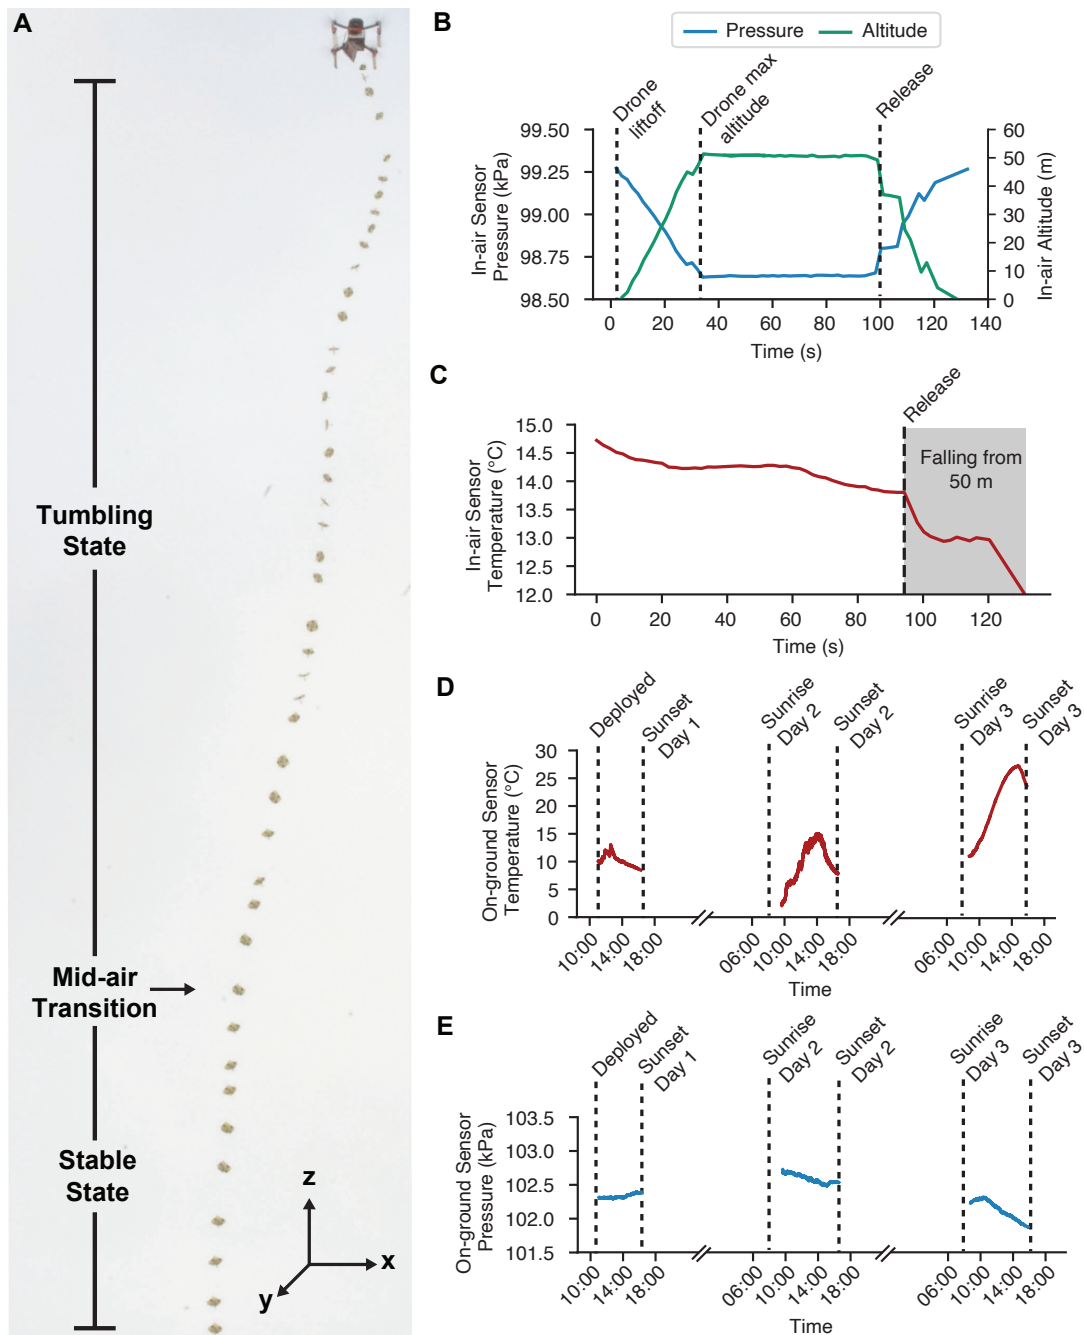 A
Tumbling
State
Mid-air
Transition
Stable
State
z
x
y
B
Pressure
Altitude
Drone
liftoff
Drone max
altitude
Release
In-air Sensor
Pressure (kPa)
99.50
99.25
99.00
98.75
98.50
60
50
40
30
20
10
0
In-air Altitude (m)
0 20 40 60 80 100 120 140
Time (s)
C
Release
In-air Sensor
Temperature (°C)
15.0
14.5
14.0
13.5
13.0
12.5
12.0
Falling from
50 m
0 20 40 60 80 100 120
Time (s)
D
Deployed
Sunset
Day 1
Sunrise
Day 2
Sunset
Day 2
Sunrise
Day 3
Sunset
Day 3
On-ground Sensor
Temperature (°C)
30
25
20
15
10
5
0
10:00 14:00 18:00 06:00 10:00 14:00 18:00 06:00 10:00 14:00 18:00
Time
E
Deployed
Sunset
Day 1
Sunrise
Day 2
Sunset
Day 2
Sunrise
Day 3
Sunset
Day 3
On-ground Sensor
Pressure (kPa)
103.5
103.0
102.5
102.0
101.5
10:00 14:00 18:00 06:00 10:00 14:00 18:00 06:00 10:00 14:00 18:00
Time